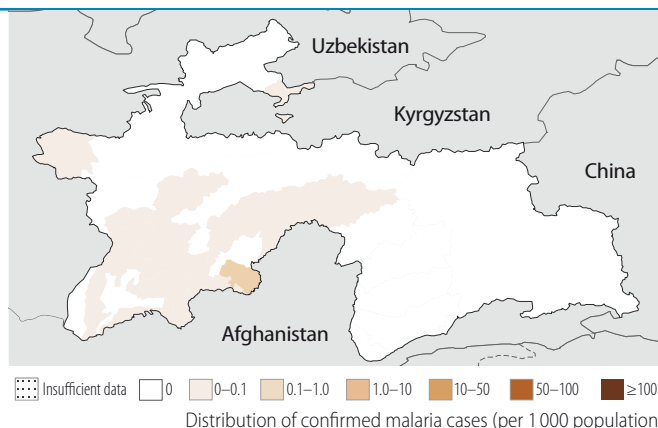 Uzbekistan
Kyrgyzstan
China
Afghanistan
Insufficient data 0 0–0.1 0.1–1.0 1.0–10 10–50 50–100 ≥100
Distribution of confirmed malaria cases (per 1 000 population